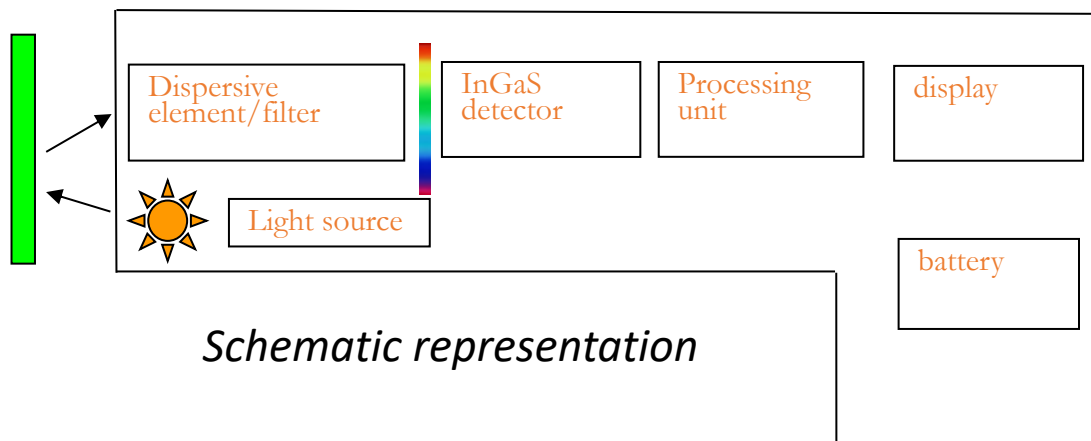 Dispersive
element/filter
InGaS
detector
Processing
unit
display
Light source
battery
Schematic representation